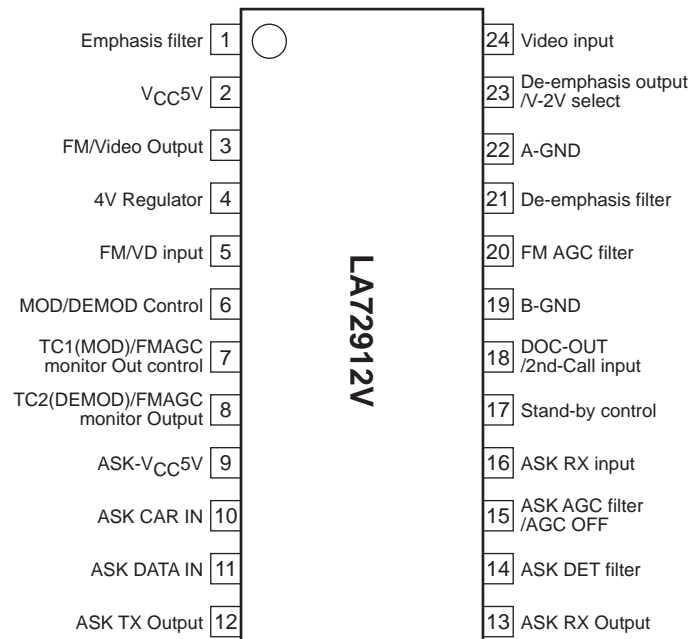 Emphasis filter 1
VCC5V 2
FM/Video Output 3
4V Regulator 4
FM/VD input 5
MOD/DEMOD Control 6
TC1(MOD)/FMAGC
monitor Out control 7
TC2(DEMOD)/FMAGC
monitor Output 8
ASK-VCC5V 9
ASK CAR IN 10
ASK DATA IN 11
ASK TX Output 12
LA72912V
24 Video input
23 De-emphasis output
/V-2V select
22 A-GND
21 De-emphasis filter
20 FM AGC filter
19 B-GND
18 DOC-OUT
/2nd-Call input
17 Stand-by control
16 ASK RX input
15 ASK AGC filter
/AGC OFF
14 ASK DET filter
13 ASK RX Output